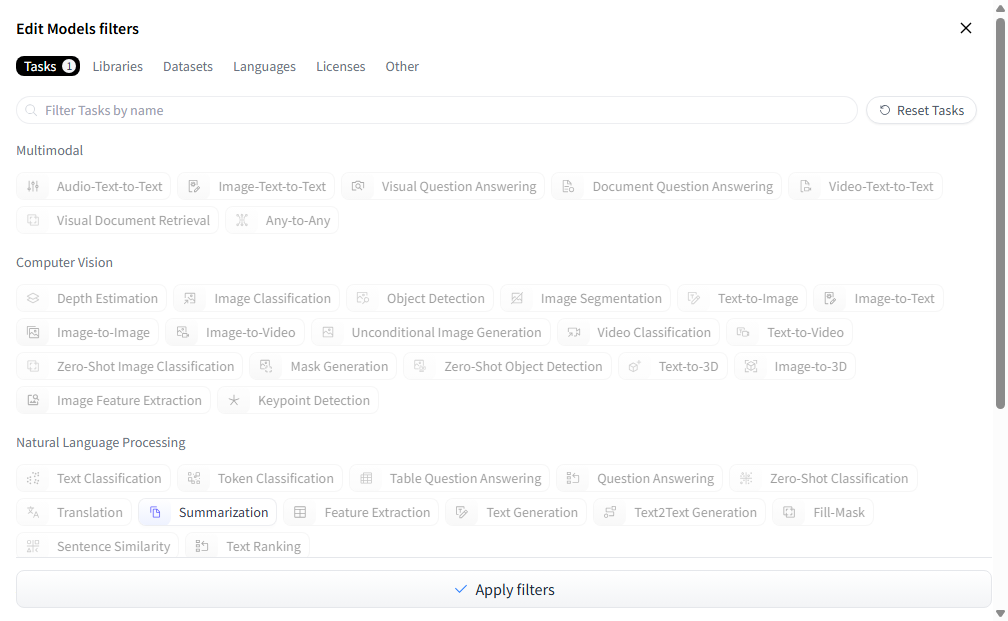 Edit Models filters
Tasks 1 Libraries Datasets Languages Licenses Other
Filter Tasks by name Reset Tasks
Multimodal
Audio-Text-to-Text Image-Text-to-Text Visual Question Answering Document Question Answering Video-Text-to-Text
Visual Document Retrieval Any-to-Any
Computer Vision
Depth Estimation Image Classification Object Detection Image Segmentation Text-to-Image Image-to-Text
Image-to-Image Image-to-Video Unconditional Image Generation Video Classification Text-to-Video
Zero-Shot Image Classification Mask Generation Zero-Shot Object Detection Text-to-3D Image-to-3D
Image Feature Extraction Keypoint Detection
Natural Language Processing
Text Classification Token Classification Table Question Answering Question Answering Zero-Shot Classification
Translation Summarization Feature Extraction Text Generation Text2Text Generation Fill-Mask
Sentence Similarity Text Ranking
Apply filters